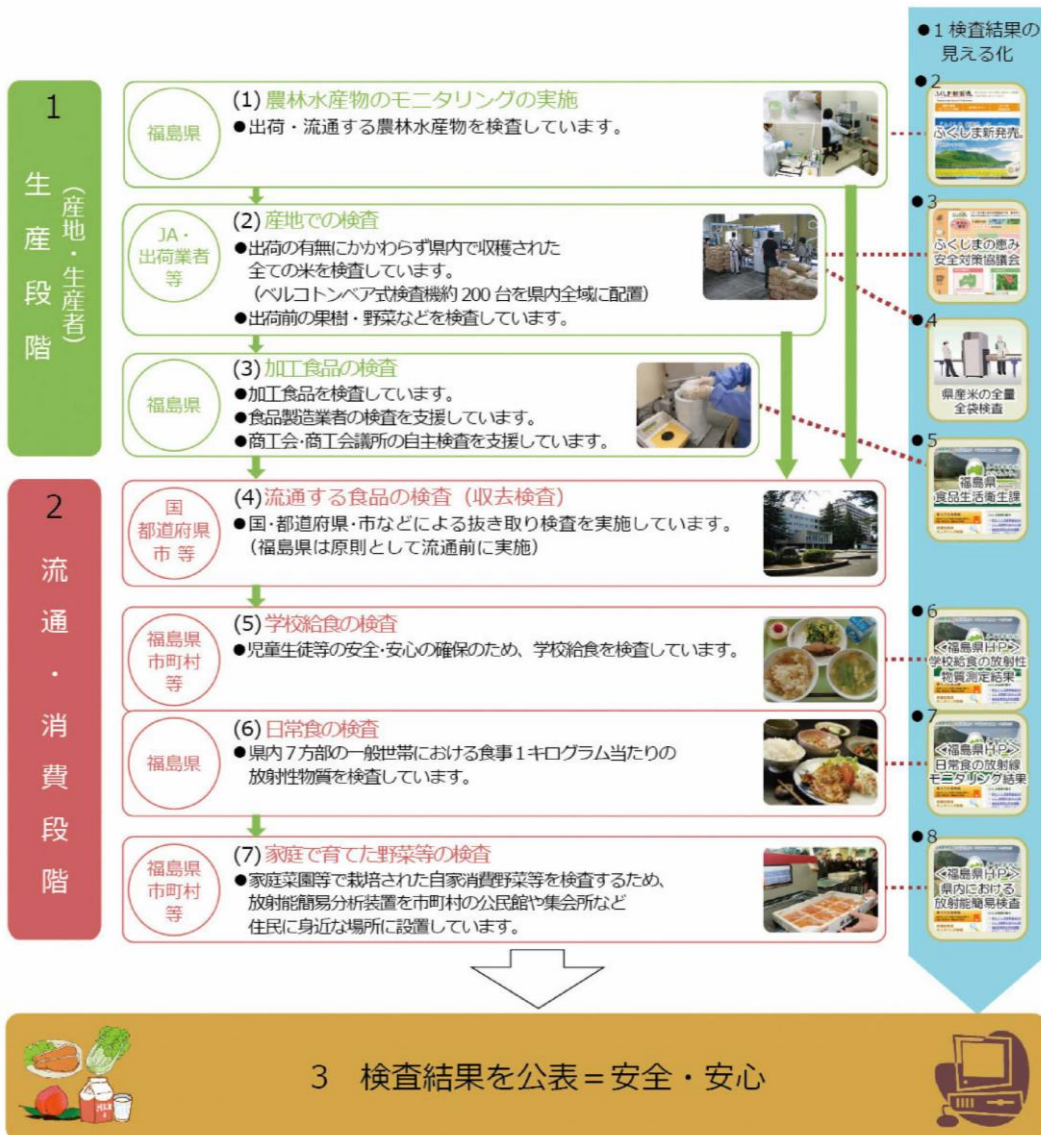 ●1 検査結果の
見える化
1
生産段階
(産地・生産者)
福島県
(1) 農林水産物のモニタリングの実施
●出荷・流通する農林水産物を検査しています。
●2
ふくしま新発売。
JA・
出荷業者
等
(2) 産地での検査
●出荷の有無にかかわらず県内で収穫された
全ての米を検査しています。
(ベルコトンベア式検査機約 200 台を県内全域に配置)
●出荷前の果樹・野菜などを検査しています。
●3
ふくしまの恵み
安全対策協議会
●4
県産米の全量
全袋検査
福島県
(3) 加工食品の検査
●加工食品を検査しています。
●食品製造業者の検査を支援しています。
●商工会・商工会議所の自主検査を支援しています。
●5
福島県
食品生活衛生課
2
流通・消費段階
国
都道府県
市 等
(4) 流通する食品の検査（収去検査）
●国・都道府県・市などによる抜き取り検査を実施しています。
(福島県は原則として流通前に実施)
福島県
市町村
等
(5) 学校給食の検査
●児童生徒等の安全・安心の確保のため、学校給食を検査しています。
●6
<福島県HP>
学校給食の放射性
物質測定結果
福島県
(6) 日常食の検査
●県内 7 方部の一般世帯における食事 1 キログラム当たりの
放射性物質を検査しています。
●7
<福島県HP>
日常食の放射線
モニタリング結果
福島県
市町村
等
(7) 家庭で育てた野菜等の検査
●家庭菜園等で栽培された自家消費野菜等を検査するため、
放射能簡易分析装置を市町村の公民館や集会所など
住民に身近な場所に設置しています。
●8
<福島県HP>
県内における
放射能簡易検査
3 検査結果を公表＝安全・安心
MILK